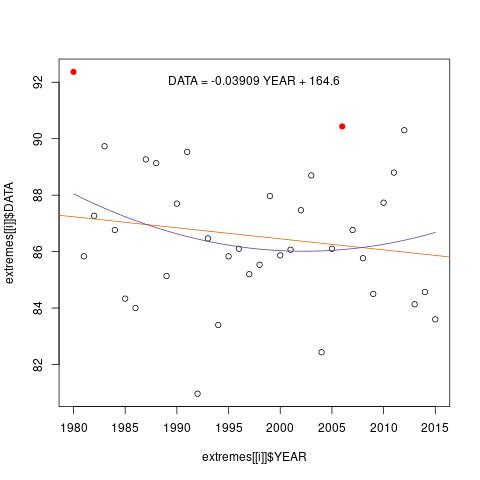 DATA = -0.03909 YEAR + 164.6
92
90
88
86
84
82
extremes[[i]]$DATA
1980 1985 1990 1995 2000 2005 2010 2015
extremes[[i]]$YEAR